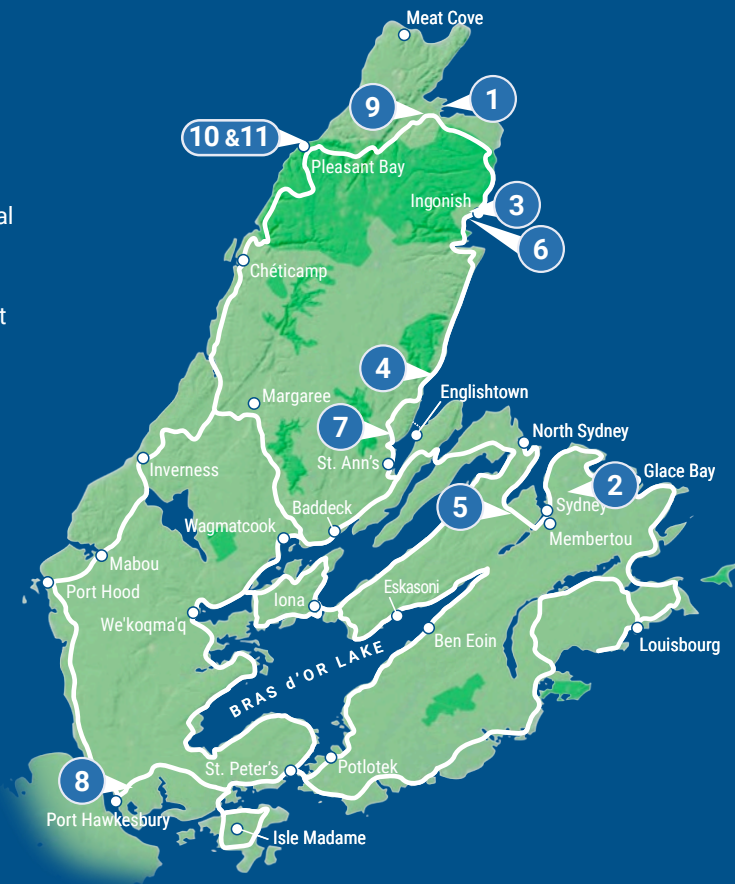 Meat Cove
1
9
10 &11
Pleasant Bay
al
Ingonish
3
6
Chéticamp
t
4
Englishtown
Margaree
7
North Sydney
St. Ann's
Inverness
Glace Bay
2
5
Sydney
Baddeck
Wagmatcook
Membertou
Mabou
Port Hood
Eskasoni
Iona
We'koqma'q
Ben Eoin
Louisbourg
BRAS d'OR LAKE
St. Peter's
Potlotek
8
Port Hawkesbury
Isle Madame